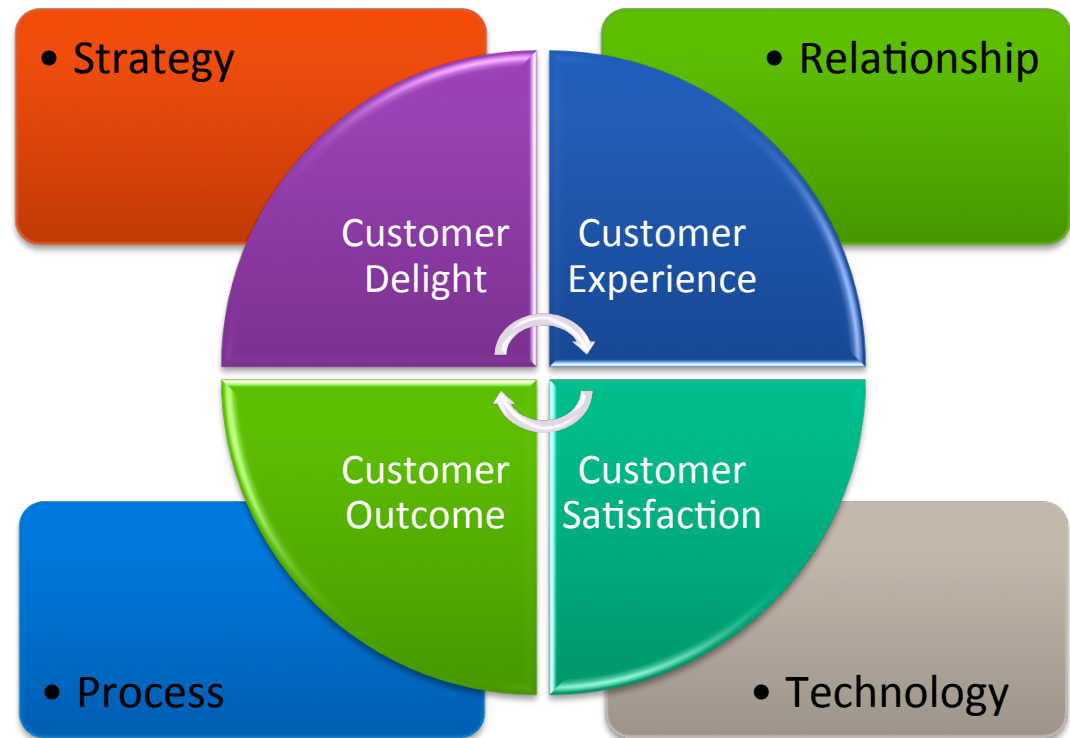 • Strategy
• Relationship
Customer
Delight
Customer
Experience
Customer
Outcome
Customer
Satisfaction
• Process
• Technology